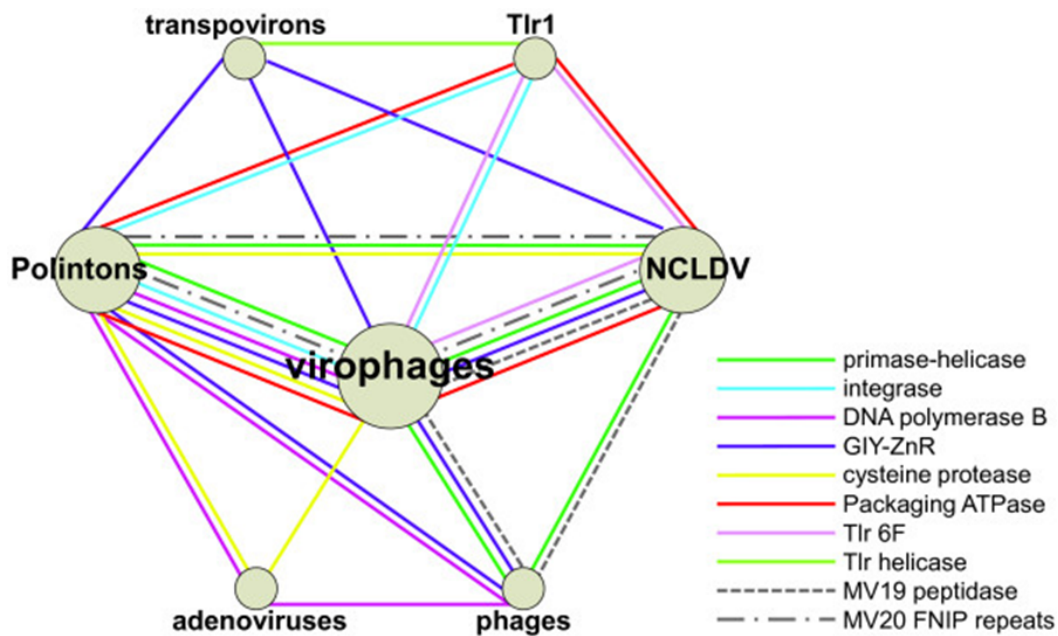 transpovirons
Tlr1
Polintons
NCLDV
virophages
adenoviruses
phages
primase-helicase
integrase
DNA polymerase B
GIY-ZnR
cysteine protease
Packaging ATPase
Tlr 6F
Tlr helicase
MV19 peptidase
MV20 FNIP repeats